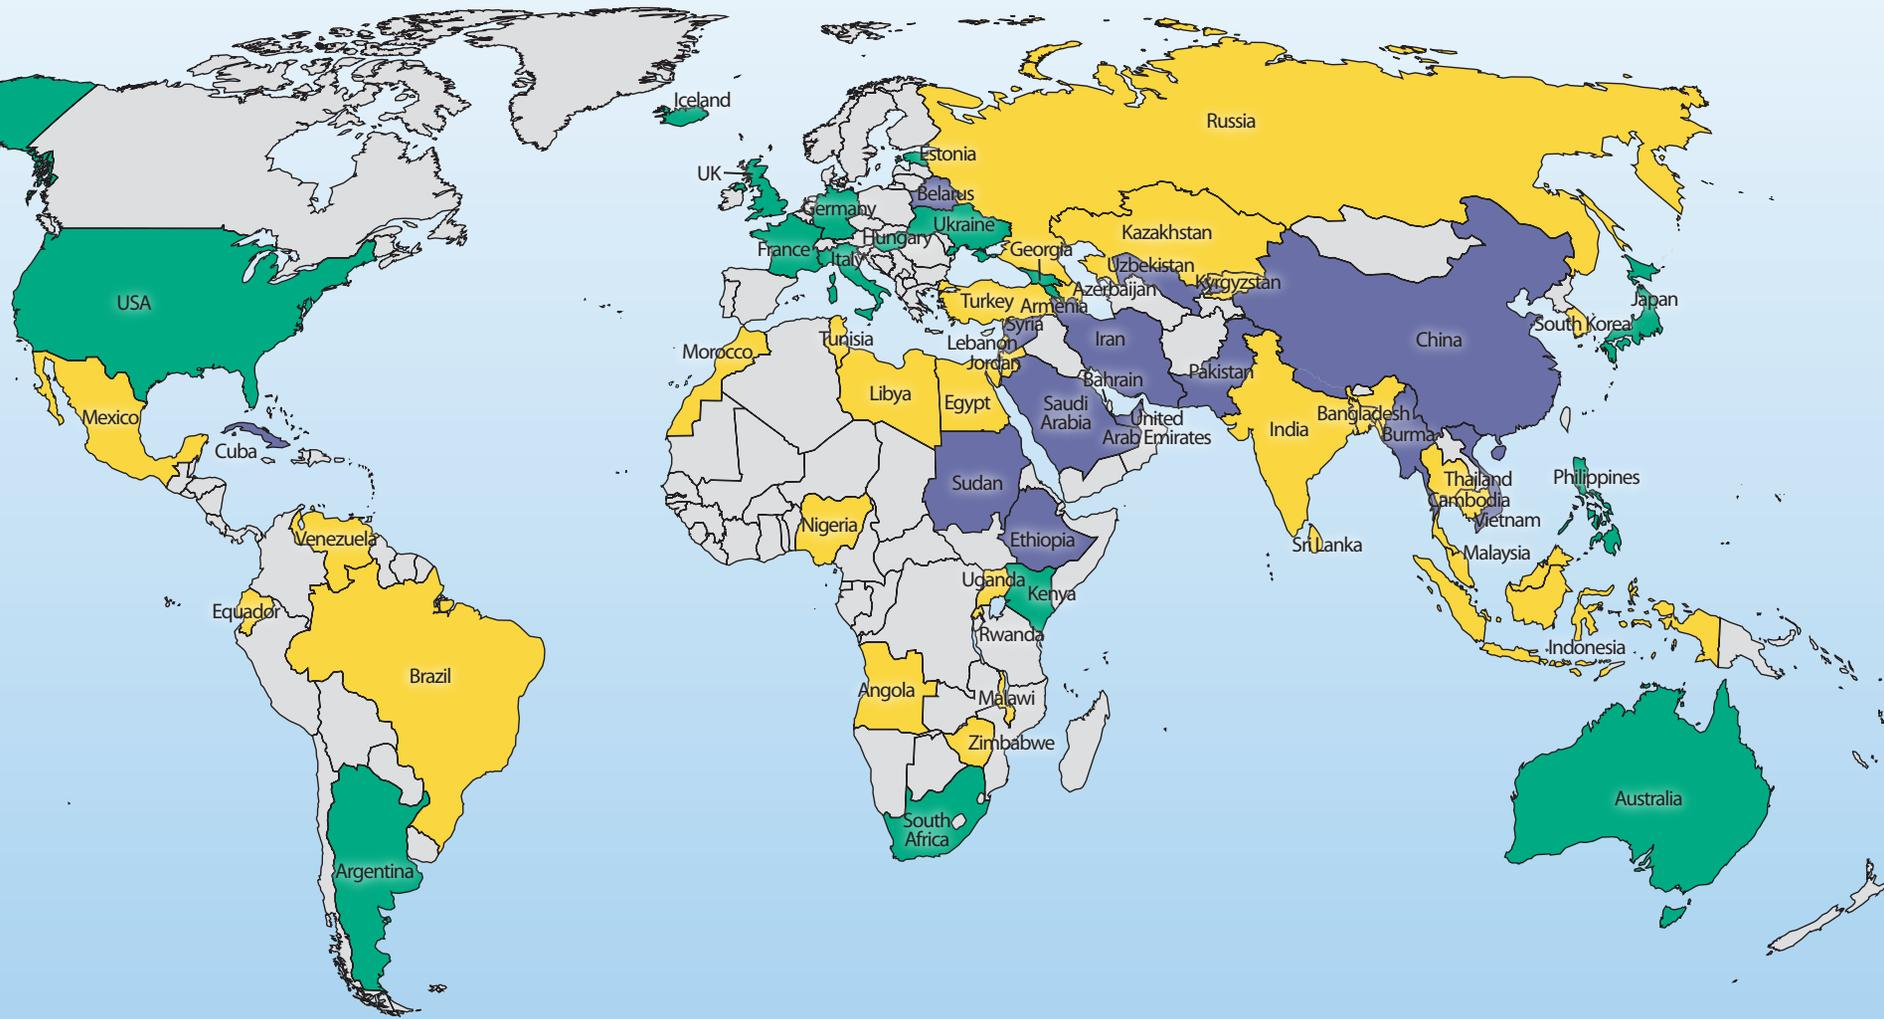 Iceland
Russia
Estonia
UK
Belarus
Germany
Ukraine
Kazakhstan
Hungary
France
Georgia
Italy
Uzbekistan
Kyrgyzstan
Azerbaijan
USA
Turkey
Armenia
Japan
Syria
South Korea
Tunisia
Iran
China
Lebanon
Morocco
Jordan
Pakistan
Bahrain
Libya
Egypt
Saudi
Arabia
Bangladesh
Mexico
United
Arab Emirates
India
Burma
Cuba
Philippines
Thailand
Sudan
Cambodia
Vietnam
Nigeria
Venezuela
Ethiopia
Sri Lanka
Malaysia
Uganda
Kenya
Equador
Rwanda
Indonesia
Brazil
Angola
Malawi
Zimbabwe
Australia
South
Africa
Argentina